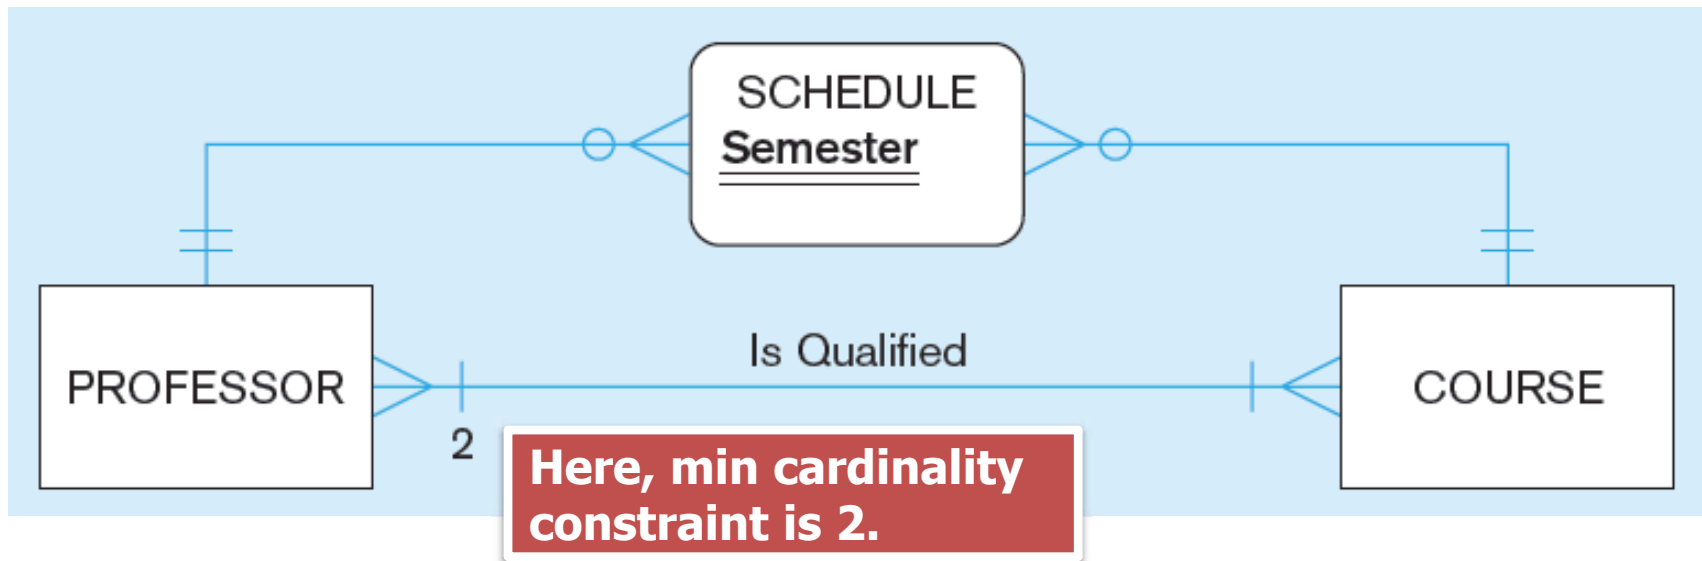 SCHEDULE
Semester
Is Qualified
PROFESSOR
COURSE
2
Here, min cardinality
constraint is 2.